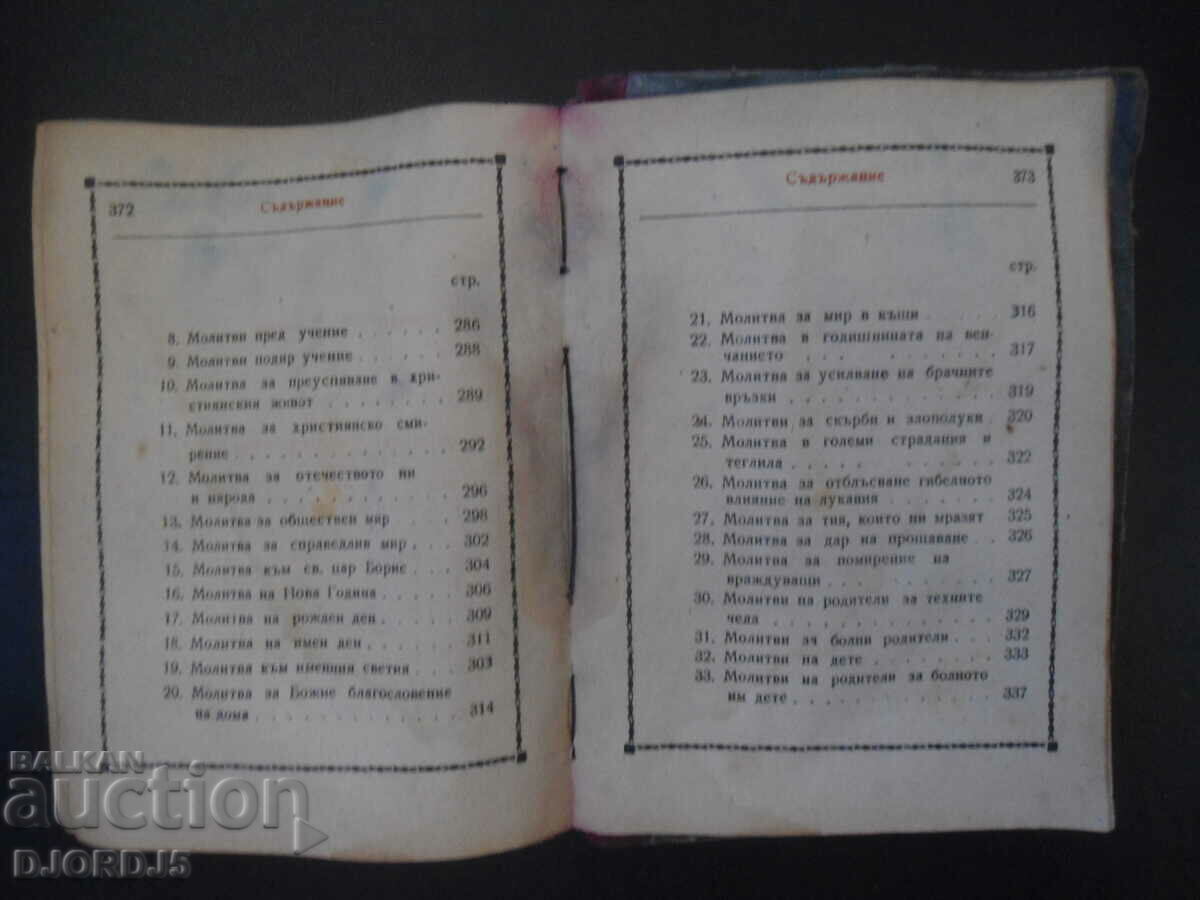 372 Съдържание
стр.
8. Молитви пред учение . . . . . . 286
9. Молитви подир учение . . . . . 288
10. Молитва за преуспяване в хри-
стиянския живот . . . . . . . . 289
11. Молитва за християнско сми-
рение . . . . . . . . . . . . 292
12. Молитва за отечеството ни
и народа . . . . . . . . . . . 296
13. Молитва за обществен мир . . . 298
14. Молитва за справедлив мир . . . 302
15. Молитва към св. цар Борис . . . 304
16. Молитва на Нова Година . . . . 306
17. Молитва на рожден ден . . . . 309
18. Молитва на имен ден . . . . . 311
19. Молитва към имения светия . . . 303
20. Молитва за Божие благословение
на дома . . . . . . . . . . . . 314
Съдържание 373
стр.
21. Молитва за мир в къщи . . . . . 316
22. Молитва в годишнината на вен-
чанието . . . . . . . . . . 317
23. Молитва за усилване на брачните
връзки . . . . . . . . . . . 319
24. Молитви за скърби и злополуки . 320
25. Молитва в големи страдания и
теглила . . . . . . . . . . . 322
26. Молитва за отблъсване гибелното
влияние на лукавия . . . . . . 324
27. Молитва за тия, които ни мразят 325
28. Молитва за дар на прощаване . . 326
29. Молитва за помирение на
враждуващи . . . . . . . . . 327
30. Молитви на родители за техните
чеда . . . . . . . . . . . . 329
31. Молитви зч болни родители . . . 332
32. Молитви на дете . . . . . . . . 333
33. Молитви на родители за болното
им дете . . . . . . . . . . . 337
BALKAN
auction
DJORDJ5